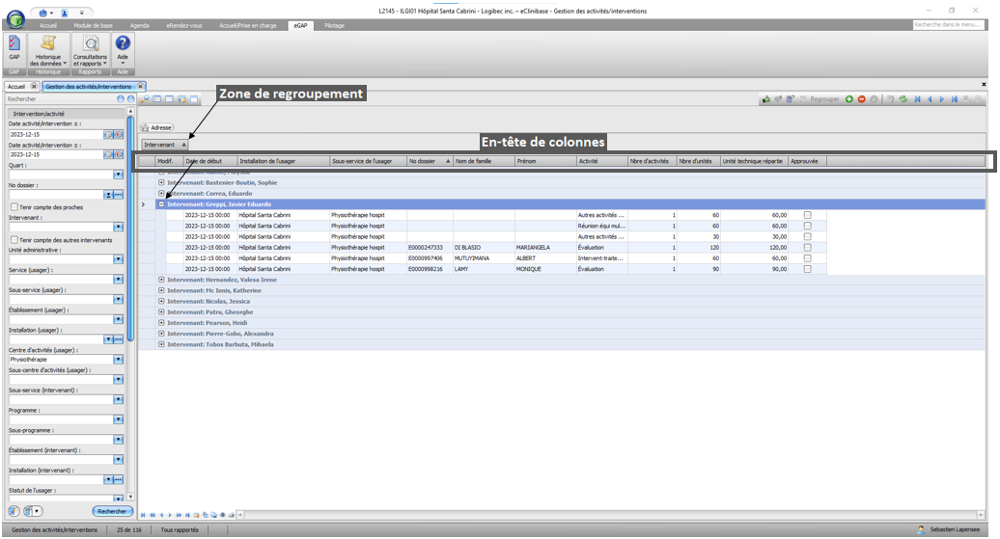 L2145 - ILGI01 Hôpital Santa Cabrini - Logibec inc. – eClinibase - Gestion des activités/interventions
Accueil Module de base Agenda eRendez-vous Accueil/Prise en charge eGAP Pilotage
Recherche dans le menu...
GAP
Historique des données
Consultations et rapports
Aide
GAP Historique Rapports Aide
Accueil Gestion des activités/interventions
Rechercher
Zone de regroupement
Regrouper
Intervention/activité
Date activité/intervention ≥ :
2023-12-15
Date activité/intervention ≤ :
2023-12-15
Quart :
No dossier :
Tenir compte des proches
Intervenant :
Tenir compte des autres intervenants
Unité administrative :
Service (usager) :
Sous-service (usager) :
Établissement (usager) :
Installation (usager) :
Centre d'activités (usager) :
Physiothérapie
Sous-centre d'activités (usager) :
Sous-service (intervenant) :
Programme :
Sous-programme :
Établissement (intervenant) :
Installation (intervenant) :
Statut de l'usager :
Rechercher
Adresse
Intervenant
En-tête de colonnes
Modif. Date de début Installation de l'usager Sous-service de l'usager No dossier Nom de famille Prénom Activité Nbre d'activités Nbre d'unités Unité technique répartie Approuvée
Intervenant: Bastenier-Boutin, Sophie
Intervenant: Correa, Eduardo
Intervenant: Greppi, Javier Eduardo
2023-12-15 00:00 Hôpital Santa Cabrini Physiothérapie hospit Autres activités ... 1 60 60,00
2023-12-15 00:00 Hôpital Santa Cabrini Physiothérapie hospit Réunion équi mul... 1 60 60,00
2023-12-15 00:00 Hôpital Santa Cabrini Physiothérapie hospit Autres activités ... 1 30 30,00
2023-12-15 00:00 Hôpital Santa Cabrini Physiothérapie hospit E0000247333 DI BLASIO MARIANGELA Évaluation 1 120 120,00
2023-12-15 00:00 Hôpital Santa Cabrini Physiothérapie hospit E0000997406 MUTUYIMANA ALBERT Intervent-traite... 1 60 60,00
2023-12-15 00:00 Hôpital Santa Cabrini Physiothérapie hospit E0000998216 LAMY MONIQUE Évaluation 1 90 90,00
Intervenant: Hernandez, Valesa Irene
Intervenant: Mc Innis, Katherine
Intervenant: Nicolas, Jessica
Intervenant: Patru, Gheorghe
Intervenant: Pearson, Heidi
Intervenant: Pierre-Goho, Alexandra
Intervenant: Tobos Barbuta, Mihaela
Gestion des activités/interventions 25 de 116 Tous rapportés Sebastien Lapensee